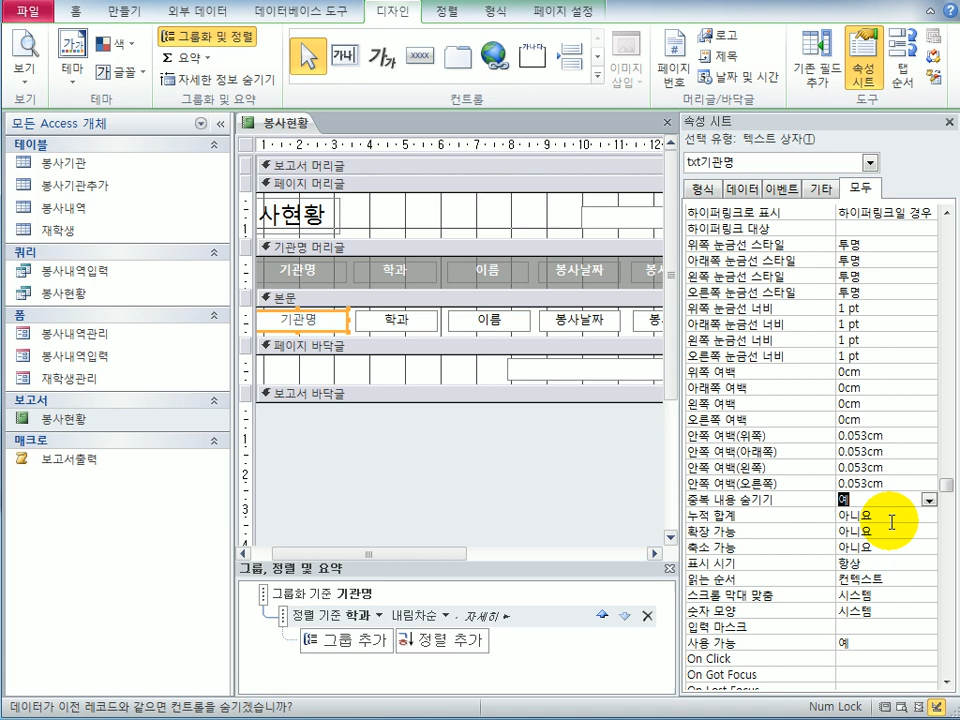 파일 홈 만들기 외부 데이터 데이터베이스 도구 디자인 정렬 형식 페이지 설정
보기
보기
테마
색
가 글꼴
테마
그룹화 및 정렬
Σ 요약
자세한 정보 숨기기
그룹화 및 요약
가나
가가
xxxx
컨트롤
이미지 삽입
페이지 번호
로고
제목
날짜 및 시간
머리글/바닥글
기존 필드 추가
속성 시트
탭 순서
도구
모든 Access 개체
테이블
봉사기관
봉사기관추가
봉사내역
재학생
쿼리
봉사내역입력
봉사현황
폼
봉사내역관리
봉사내역입력
재학생관리
보고서
봉사현황
매크로
보고서출력
봉사현황
1 2 3 4 5 6 7 8 9 10 11 12
보고서 머리글
페이지 머리글
사현황
기관명 머리글
기관명 학과 이름 봉사날짜 봉사
본문
기관명 학과 이름 봉사날짜 봉
페이지 바닥글
보고서 바닥글
그룹, 정렬 및 요약
그룹화 기준 기관명
정렬 기준 학과 내림차순 , 자세히
그룹 추가 정렬 추가
속성 시트
선택 유형: 텍스트 상자(T)
txt기관명
형식 데이터 이벤트 기타 모두
하이퍼링크로 표시 하이퍼링크일 경우
하이퍼링크 대상
위쪽 눈금선 스타일 투명
아래쪽 눈금선 스타일 투명
왼쪽 눈금선 스타일 투명
오른쪽 눈금선 스타일 투명
위쪽 눈금선 너비 1 pt
아래쪽 눈금선 너비 1 pt
왼쪽 눈금선 너비 1 pt
오른쪽 눈금선 너비 1 pt
위쪽 여백 0cm
아래쪽 여백 0cm
왼쪽 여백 0cm
오른쪽 여백 0cm
안쪽 여백(위쪽) 0.053cm
안쪽 여백(아래쪽) 0.053cm
안쪽 여백(왼쪽) 0.053cm
안쪽 여백(오른쪽) 0.053cm
중복 내용 숨기기 예
누적 합계 아니요
확장 가능 아니요
축소 가능 아니요
표시 시기 항상
읽는 순서 컨텍스트
스크롤 막대 맞춤 시스템
숫자 모양 시스템
입력 마스크
사용 가능 예
On Click
On Got Focus
On Lost Focus
데이터가 이전 레코드와 같으면 컨트롤을 숨기겠습니까?
Num Lock